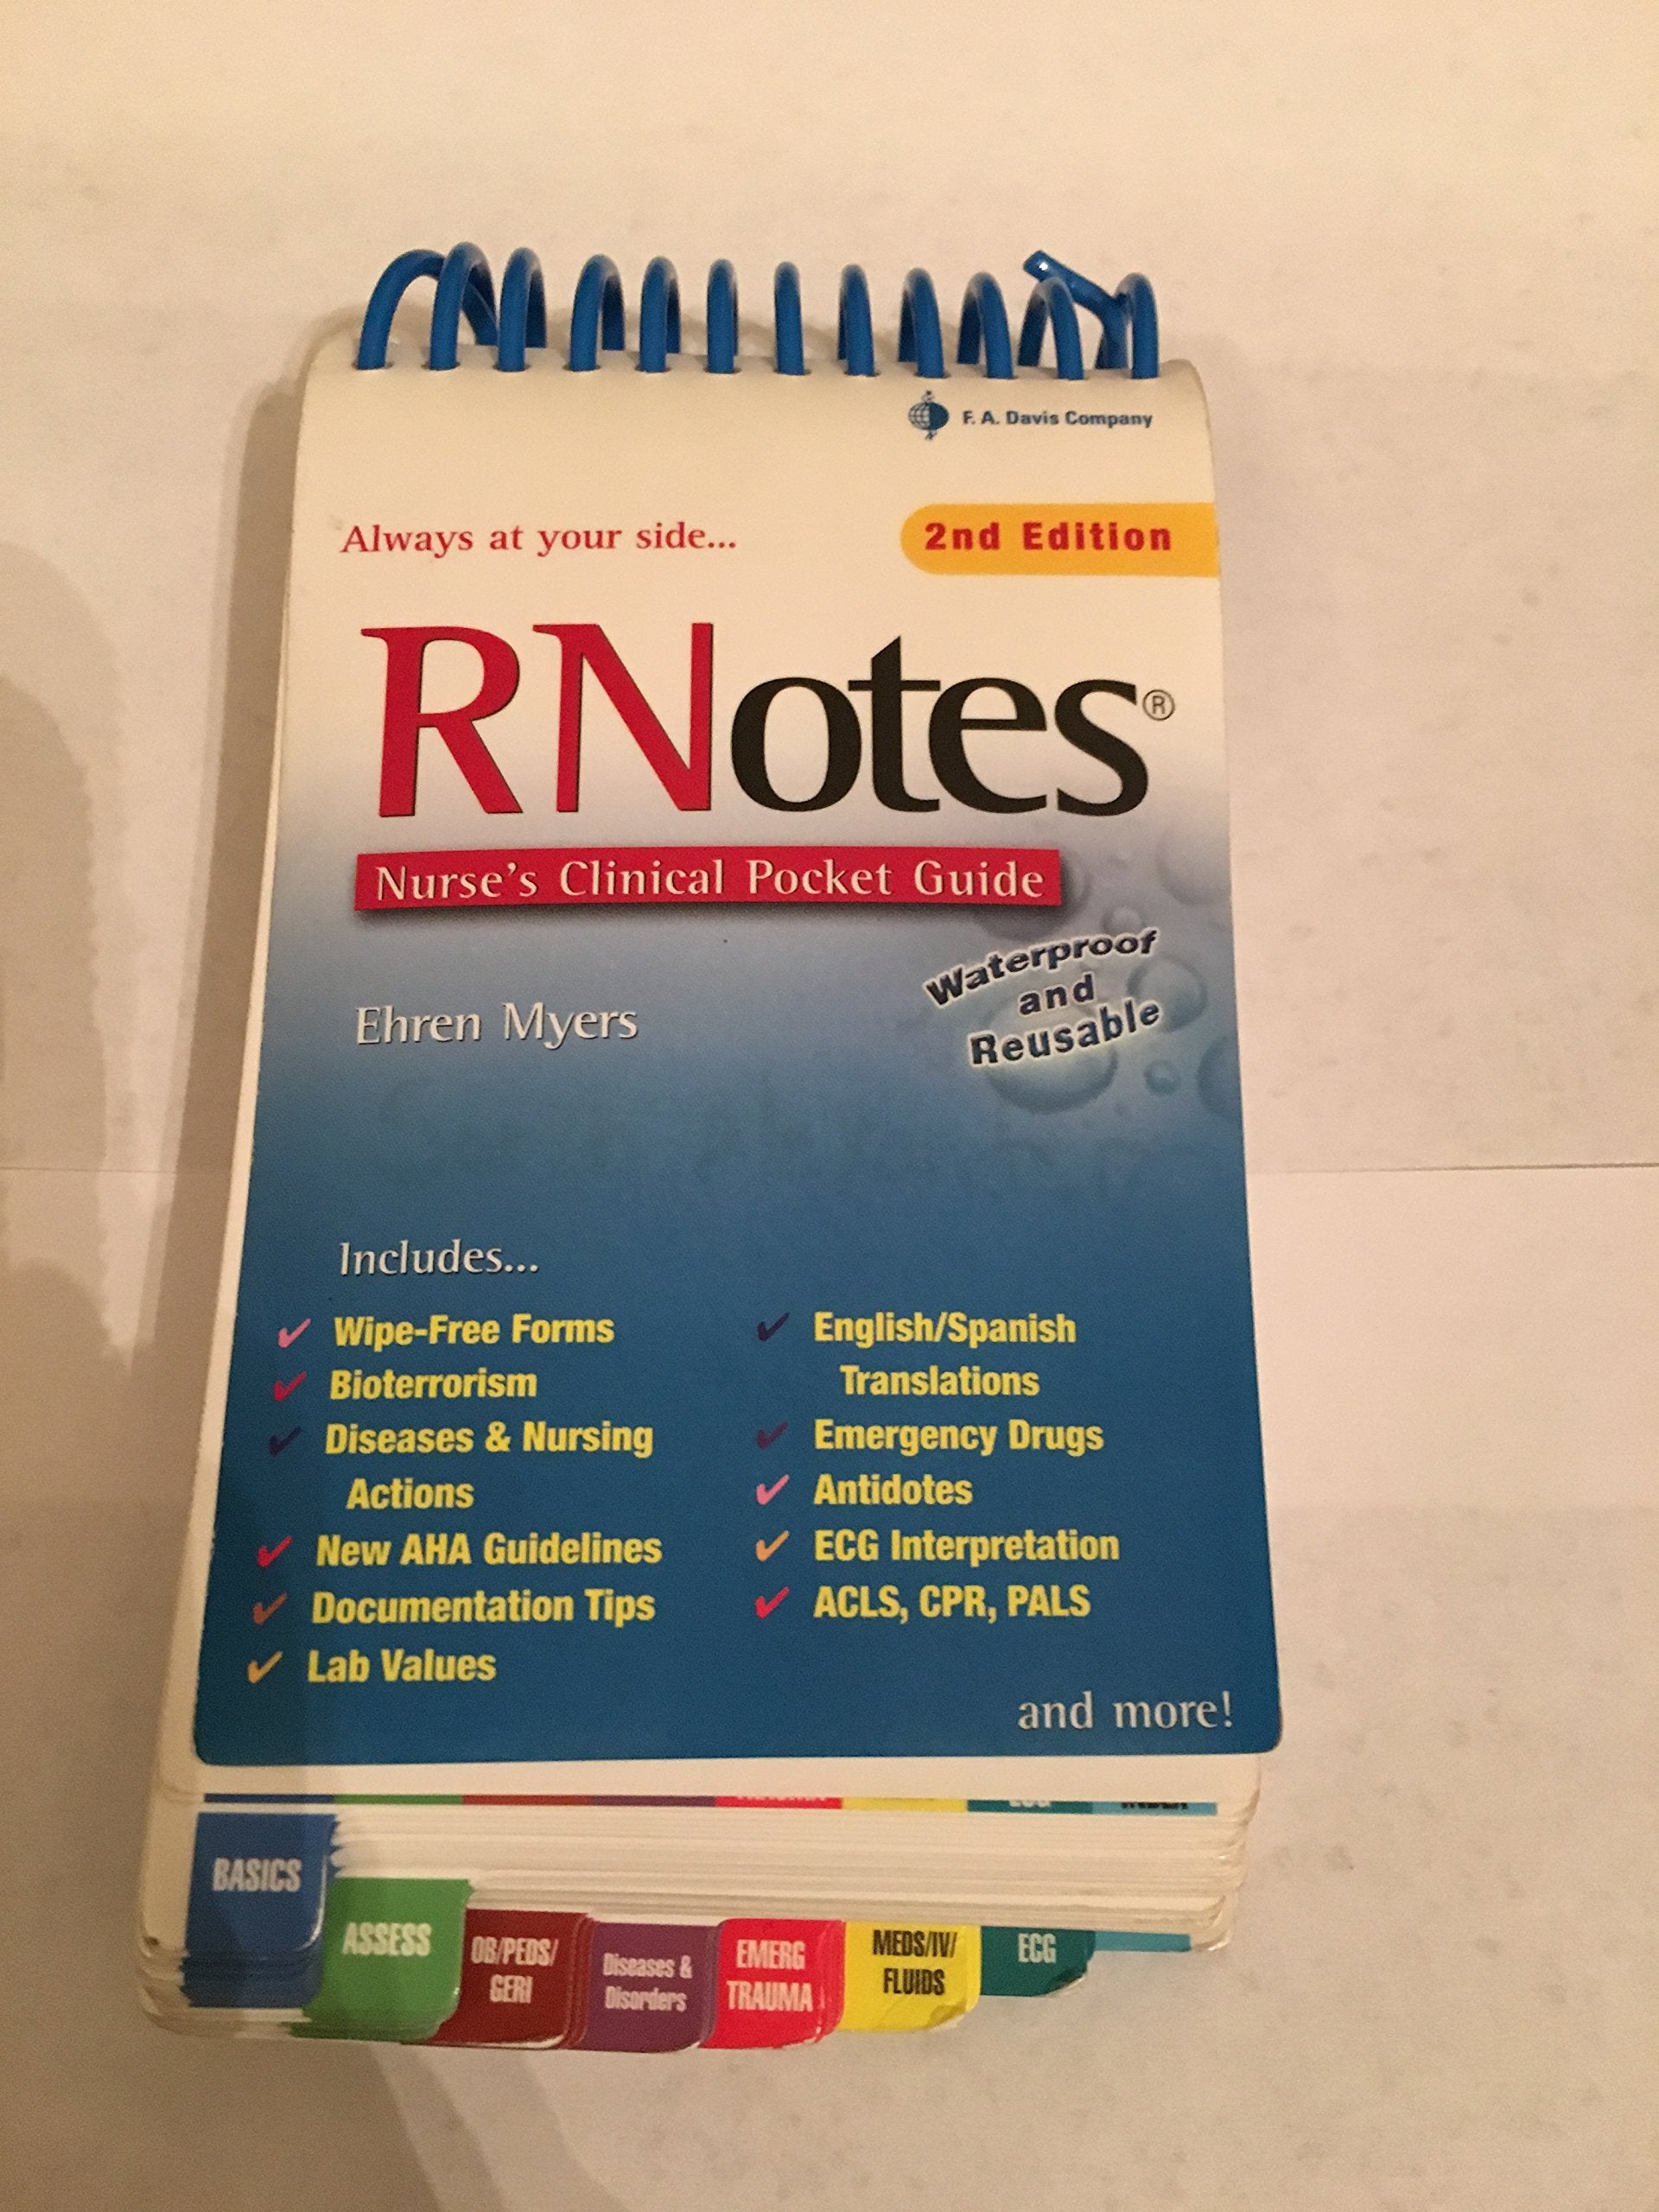 F. A. Davis Company
Always at your side...
2nd Edition
RNotes®
Nurse's Clinical Pocket Guide
Waterproof
and
Reusable
Ehren Myers
Includes...
Wipe-Free Forms
Bioterrorism
Diseases & Nursing
Actions
New AHA Guidelines
Documentation Tips
Lab Values
English/Spanish
Translations
Emergency Drugs
Antidotes
ECG Interpretation
ACLS, CPR, PALS
and more!
BASICS
ASSESS
OB/PEDS/
GERI
Diseases &
Disorders
EMERG
TRAUMA
MEDS/IV/
FLUIDS
ECG